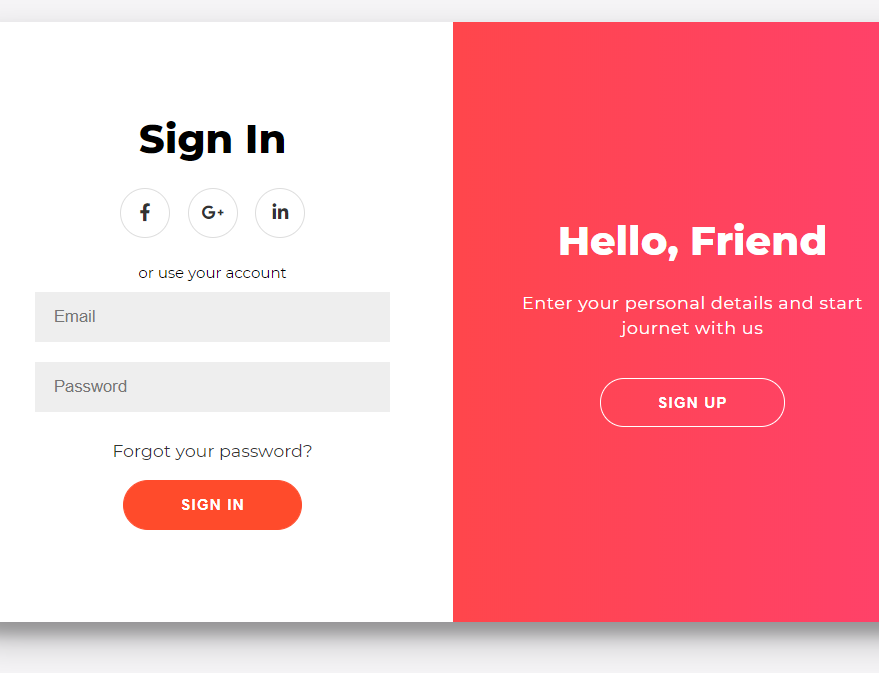 Sign In
f G+ in
or use your account
Email
Password
Forgot your password?
SIGN IN
Hello, Friend
Enter your personal details and start
journet with us
SIGN UP